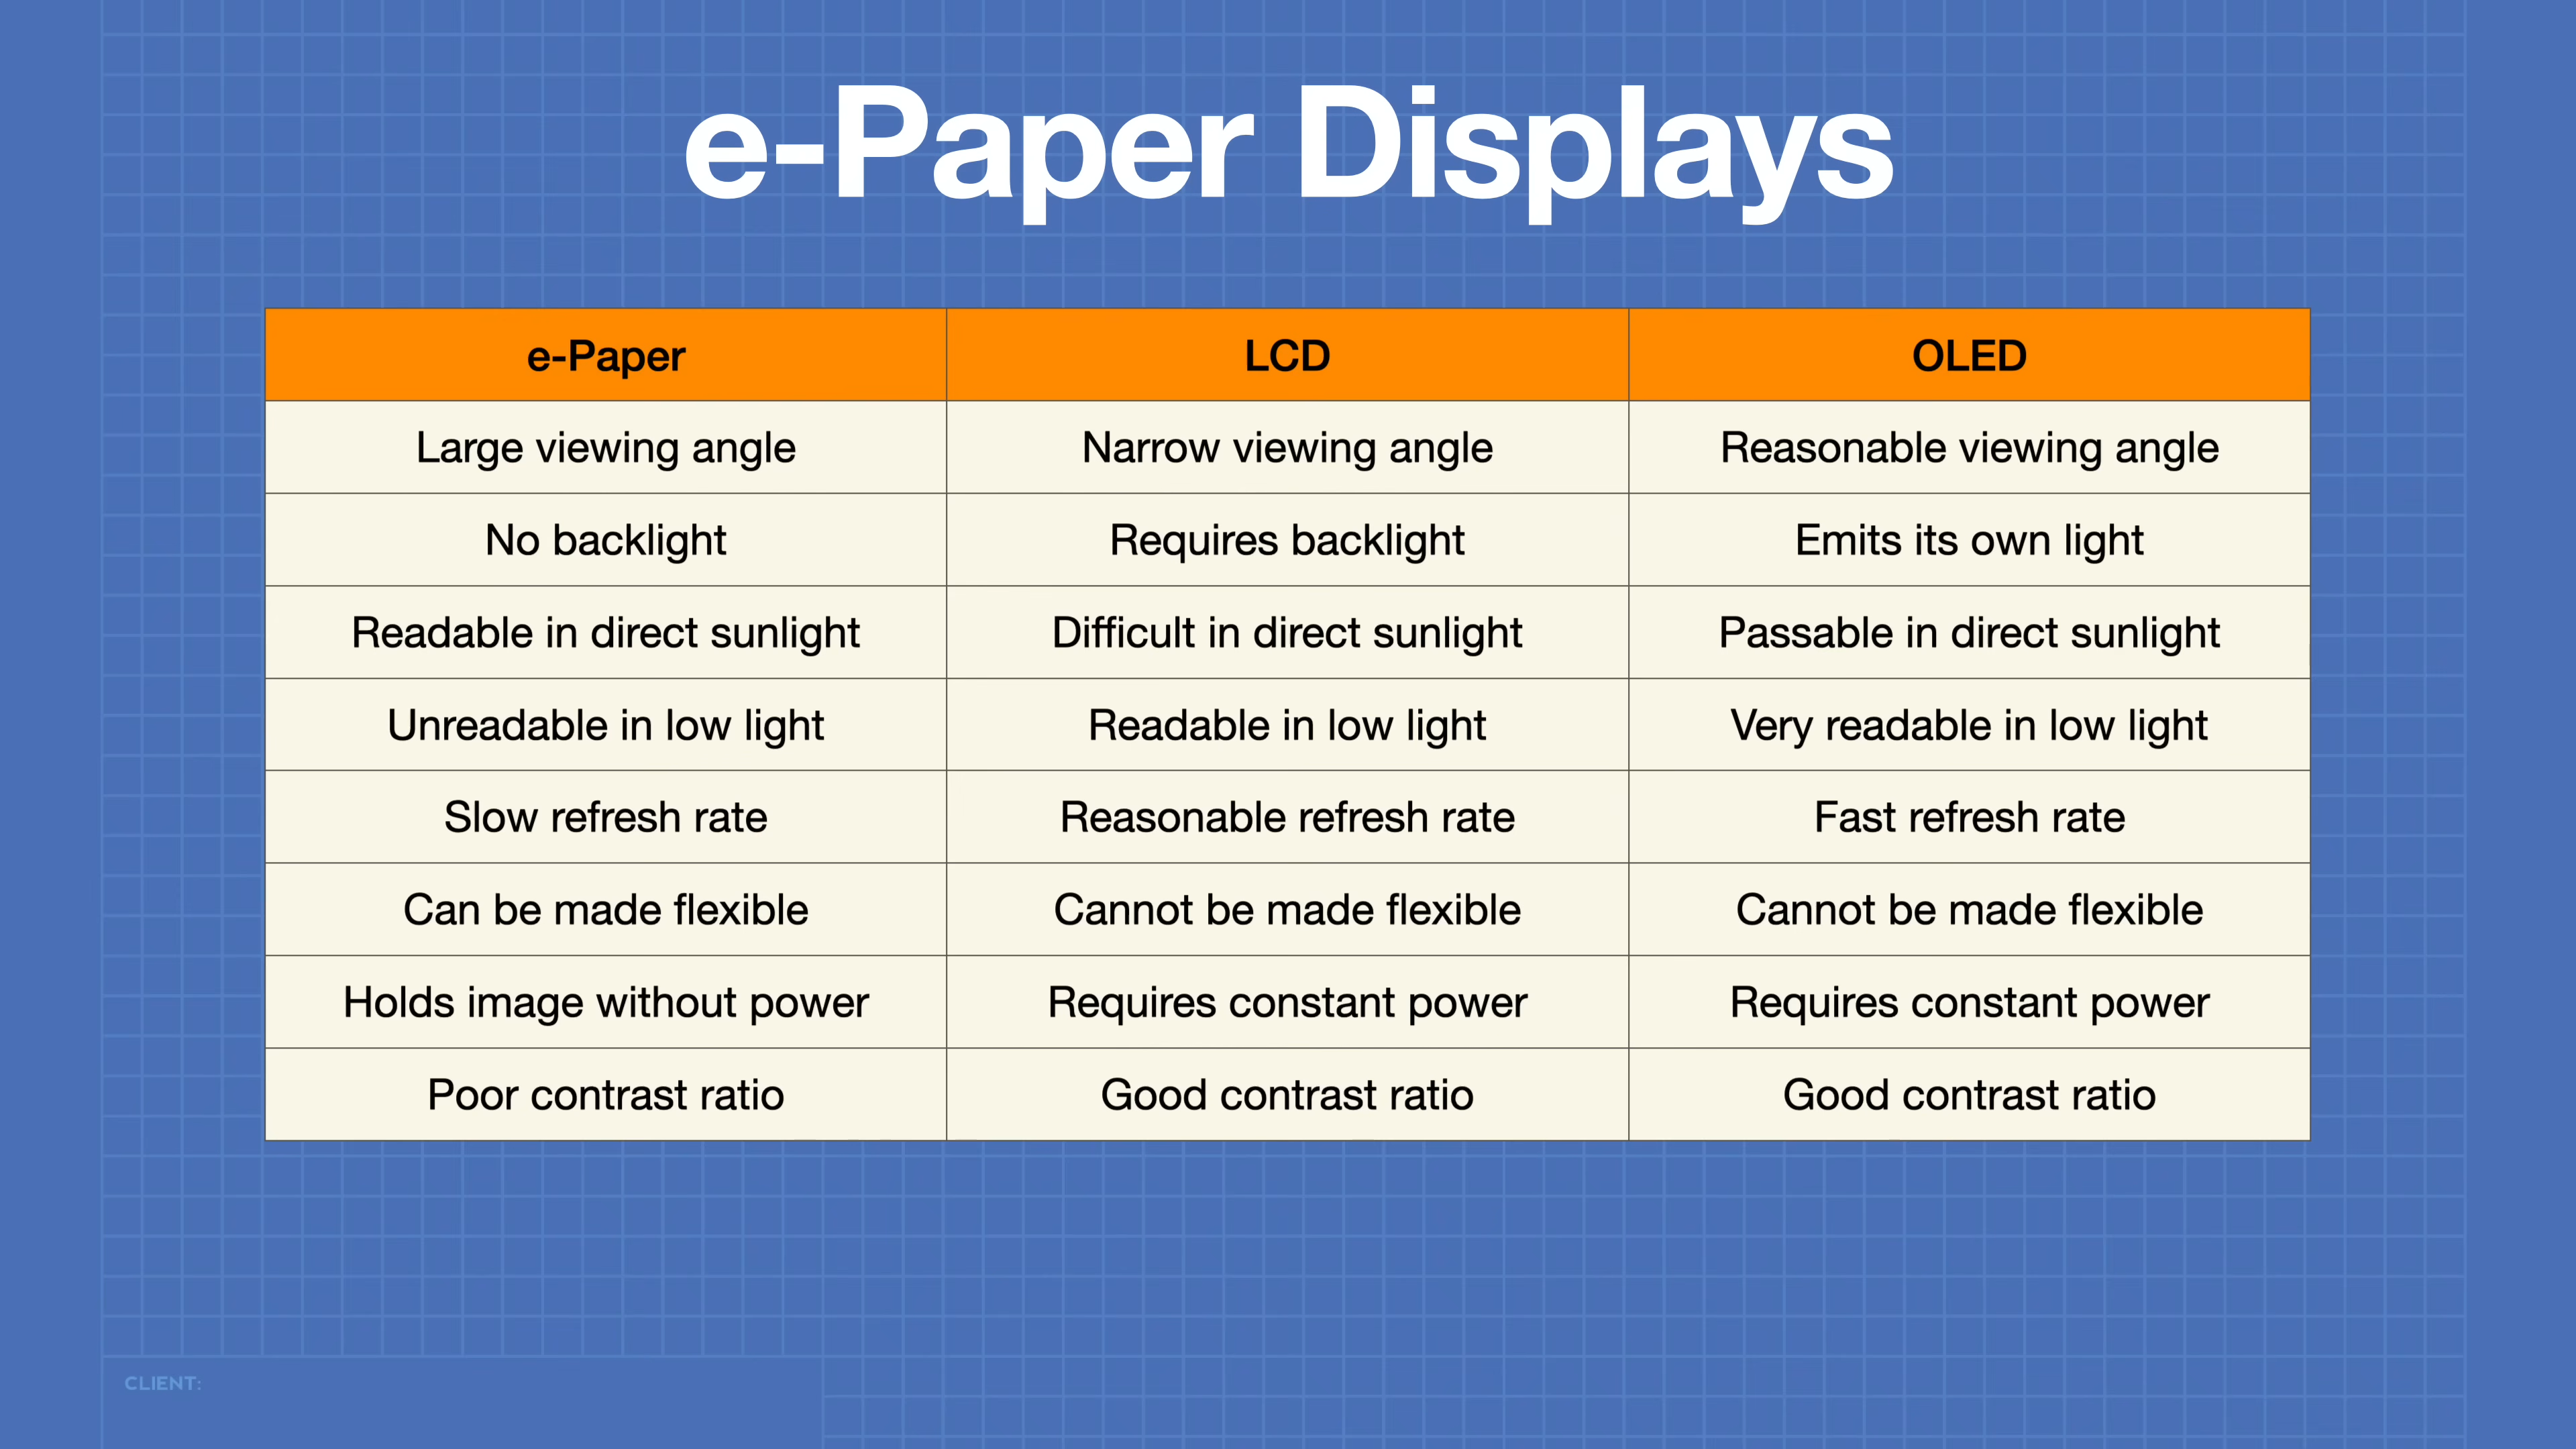 e-Paper Displays
e-Paper LCD OLED
Large viewing angle Narrow viewing angle Reasonable viewing angle
No backlight Requires backlight Emits its own light
Readable in direct sunlight Difficult in direct sunlight Passable in direct sunlight
Unreadable in low light Readable in low light Very readable in low light
Slow refresh rate Reasonable refresh rate Fast refresh rate
Can be made flexible Cannot be made flexible Cannot be made flexible
Holds image without power Requires constant power Requires constant power
Poor contrast ratio Good contrast ratio Good contrast ratio
CLIENT: